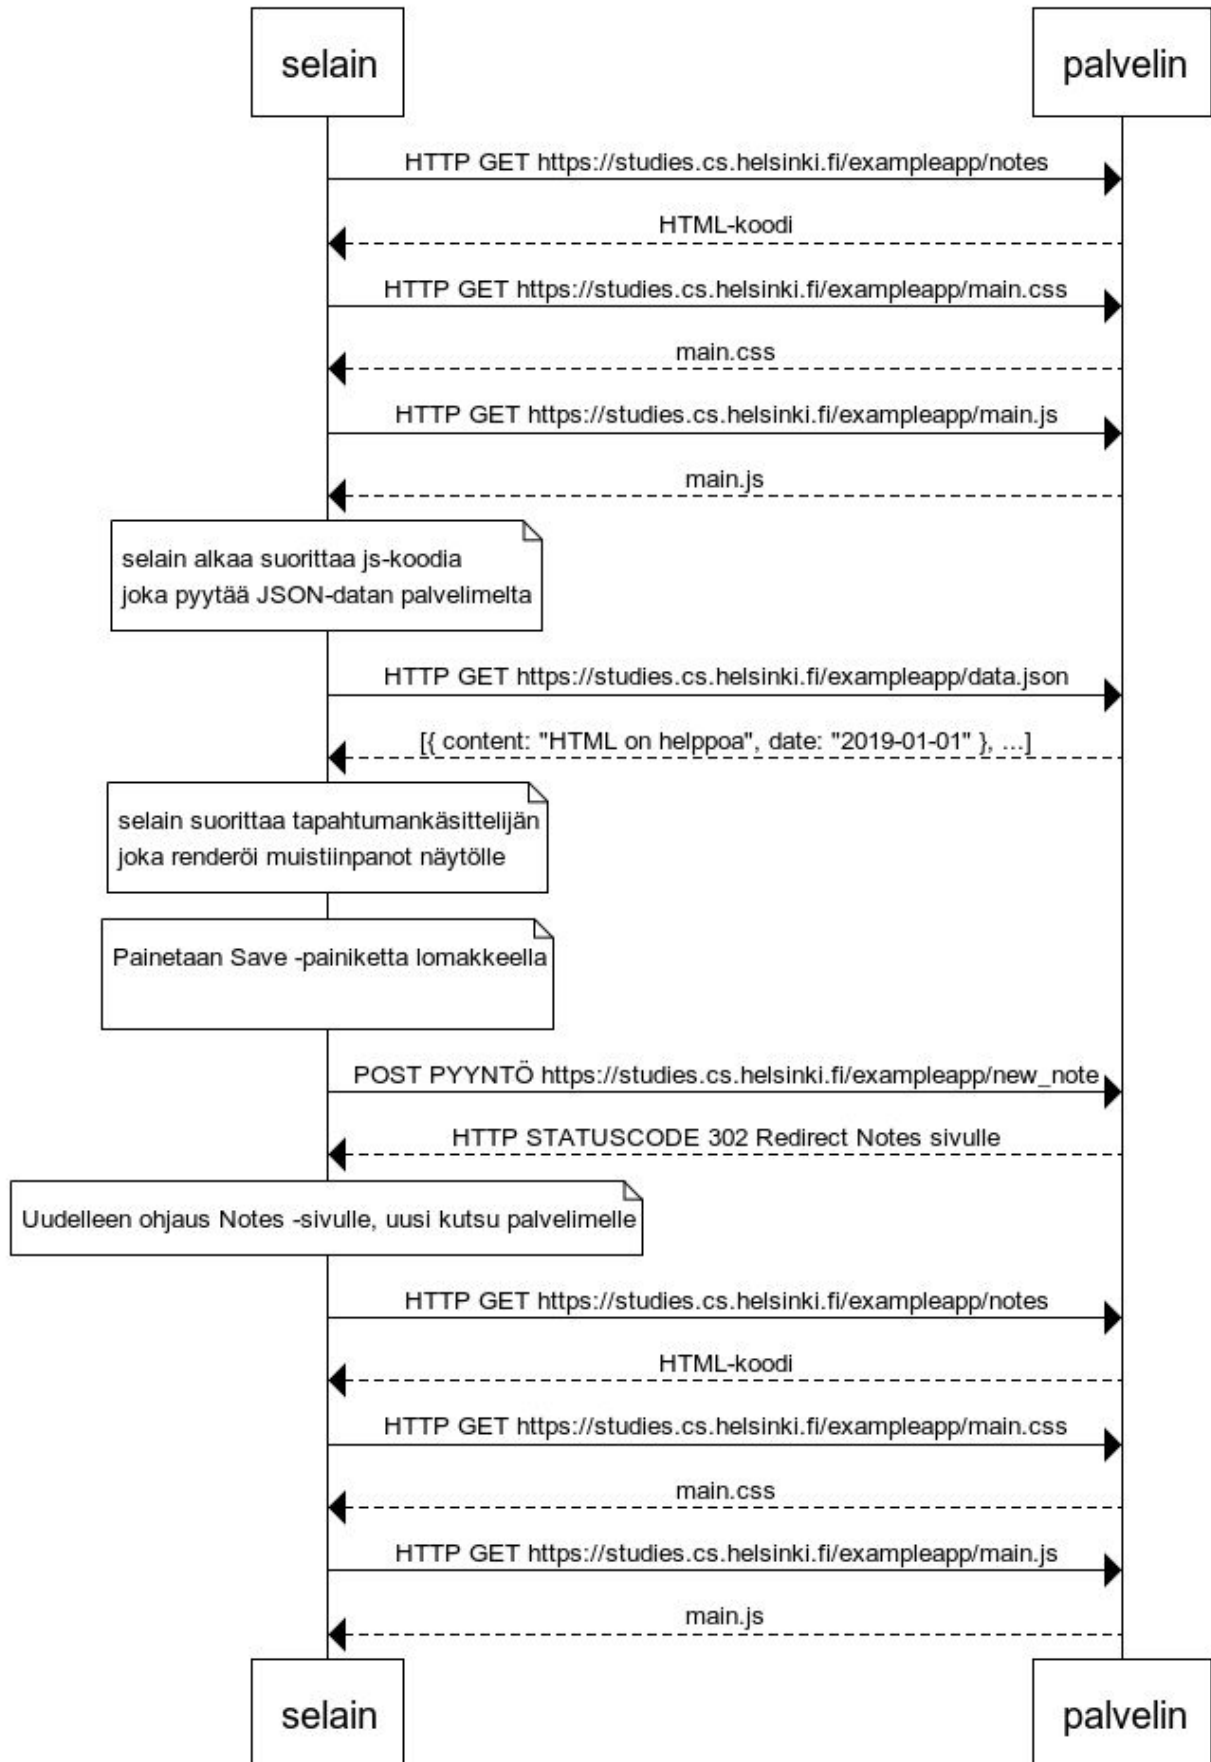 selain
palvelin
HTTP GET https://studies.cs.helsinki.fi/exampleapp/notes
HTML-koodi
HTTP GET https://studies.cs.helsinki.fi/exampleapp/main.css
main.css
HTTP GET https://studies.cs.helsinki.fi/exampleapp/main.js
main.js
selain alkaa suorittaa js-koodia
joka pyytää JSON-datan palvelimelta
HTTP GET https://studies.cs.helsinki.fi/exampleapp/data.json
[{ content: "HTML on helppoa", date: "2019-01-01" }, ...]
selain suorittaa tapahtumankäsittelijän
joka renderöi muistiinpanot näytölle
Painetaan Save -painiketta lomakkeella
POST PYYNTÖ https://studies.cs.helsinki.fi/exampleapp/new_note
HTTP STATUSCODE 302 Redirect Notes sivulle
Uudelleen ohjaus Notes -sivulle, uusi kutsu palvelimelle
HTTP GET https://studies.cs.helsinki.fi/exampleapp/notes
HTML-koodi
HTTP GET https://studies.cs.helsinki.fi/exampleapp/main.css
main.css
HTTP GET https://studies.cs.helsinki.fi/exampleapp/main.js
main.js
selain
palvelin